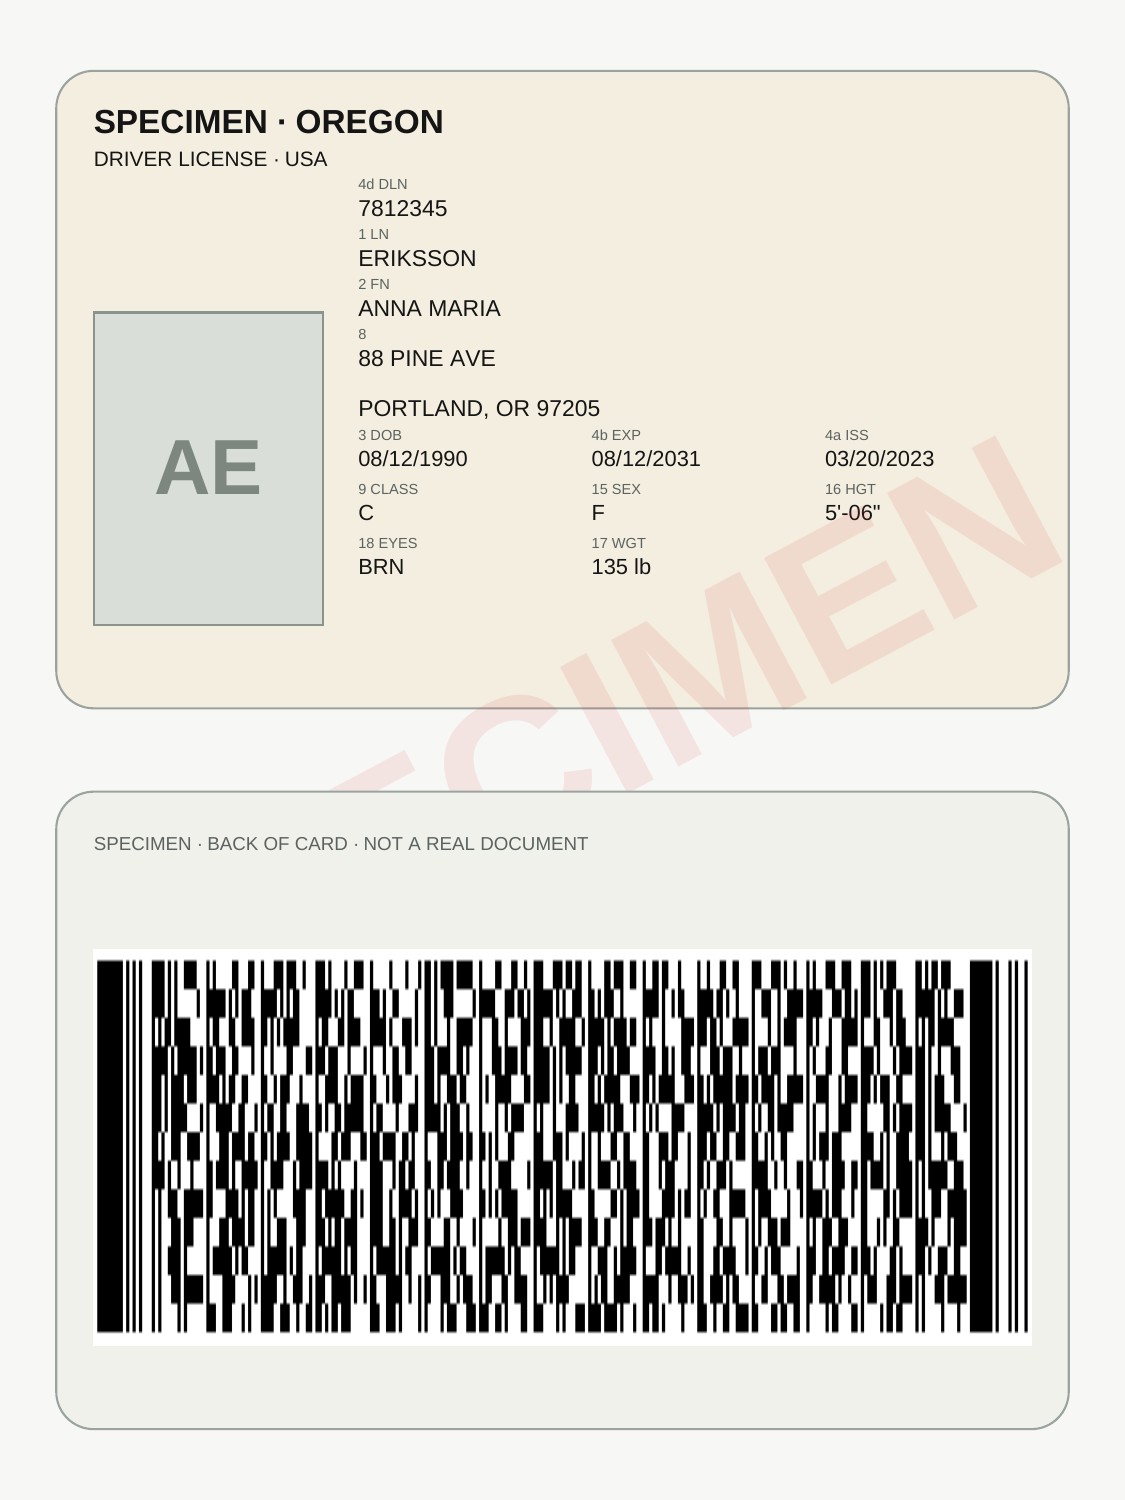 SPECIMEN · OREGON
DRIVER LICENSE · USA
4d DLN
7812345
1 LN
ERIKSSON
2 FN
ANNA MARIA
8
88 PINE AVE
PORTLAND, OR 97205
3 DOB 4b EXP 4a ISS
08/12/1990 08/12/2031 03/20/2023
9 CLASS 15 SEX 16 HGT
C F 5'-06"
18 EYES 17 WGT
BRN 135 lb
AE
ECIMEN
SPECIMEN · BACK OF CARD · NOT A REAL DOCUMENT